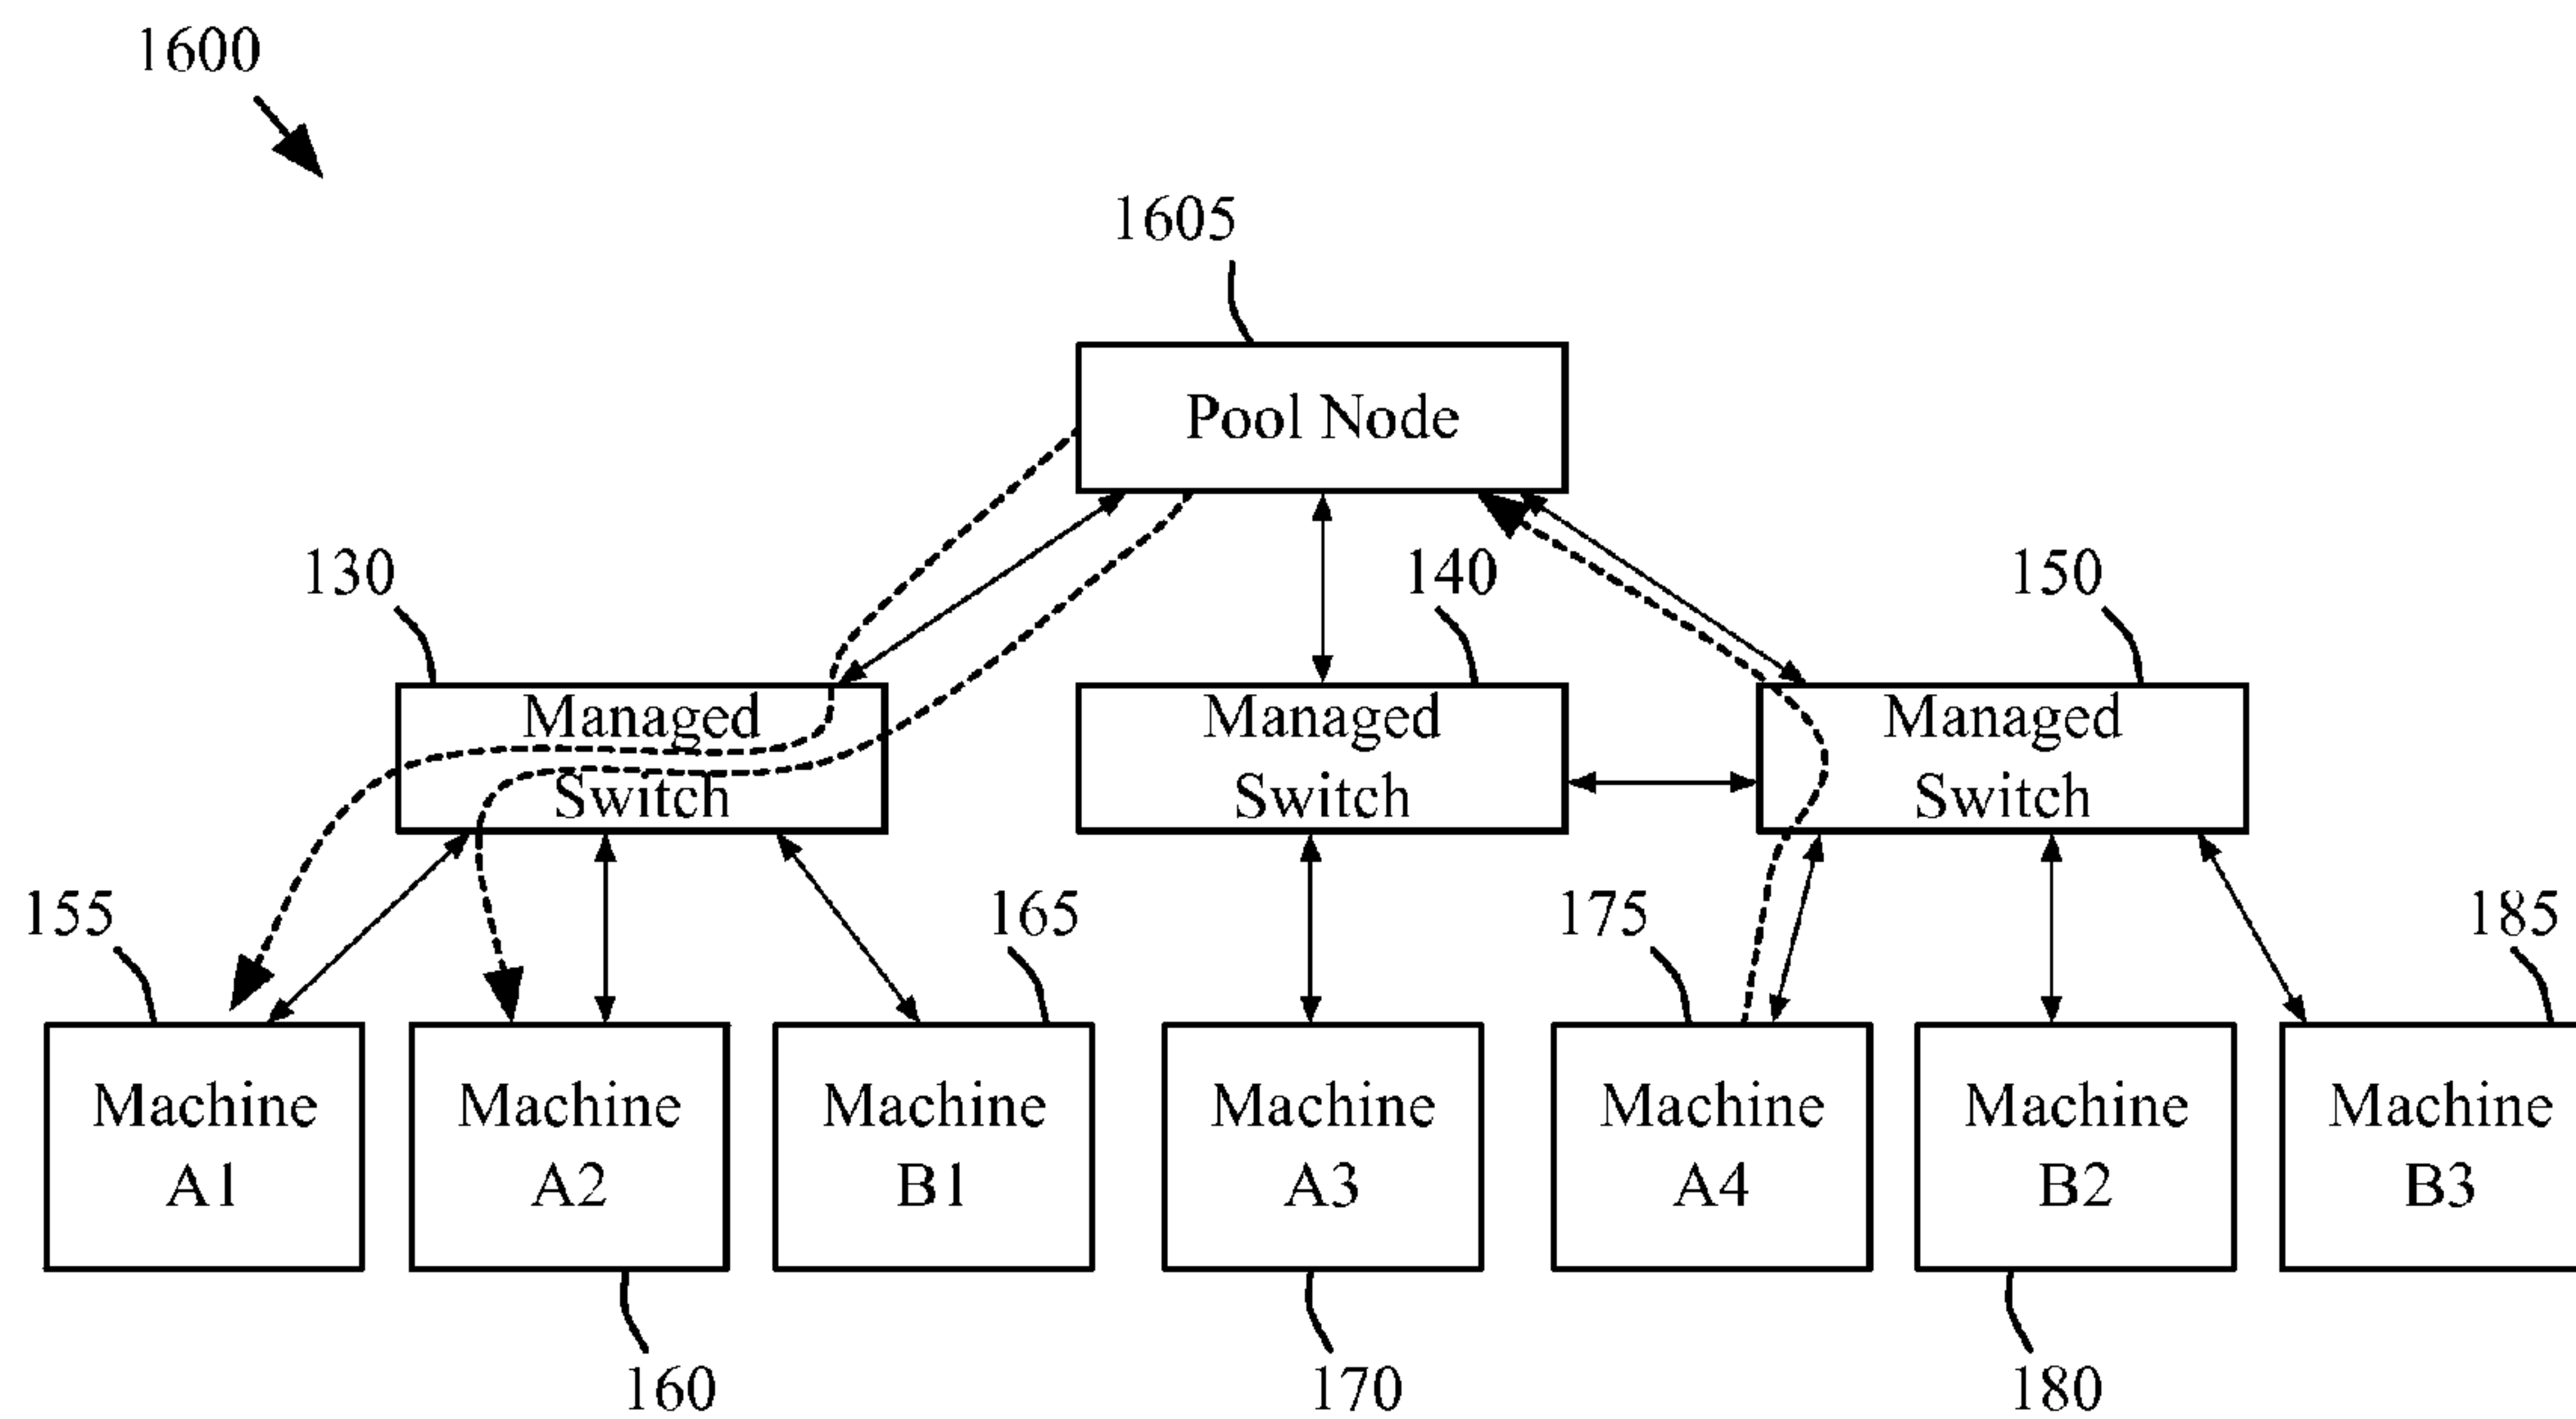 1600
1605
Pool Node
130
140
150
Managed
Switch
Managed
Switch
Managed
Switch
155
165
175
185
Machine
A1
Machine
A2
Machine
B1
Machine
A3
Machine
A4
Machine
B2
Machine
B3
160
170
180